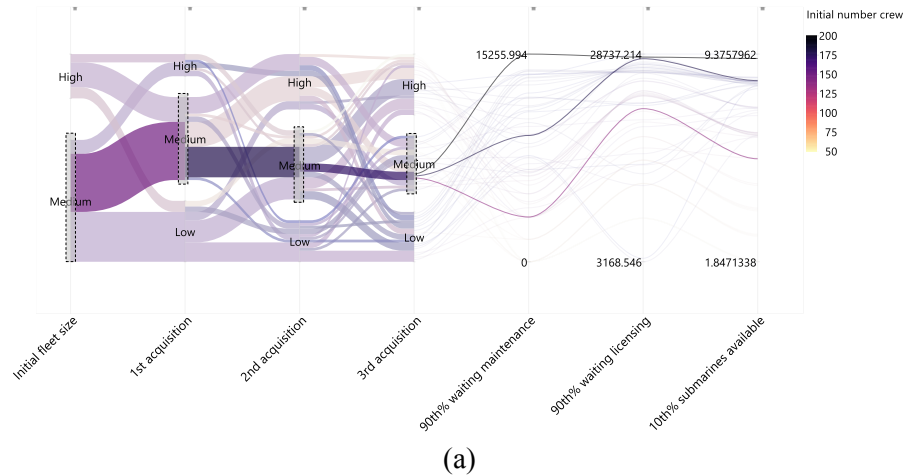 Initial number crew
200
175
150
125
100
75
50
15255.994
28737.214
9.3757962
High
High
High
High
Medium
Medium
Medium
Medium
Low
Low
Low
0
3168.546
1.8471338
Initial fleet size
1st acquisition
2nd acquisition
3rd acquisition
90th% waiting maintenance
90th% waiting licensing
10th% submarines available
(a)